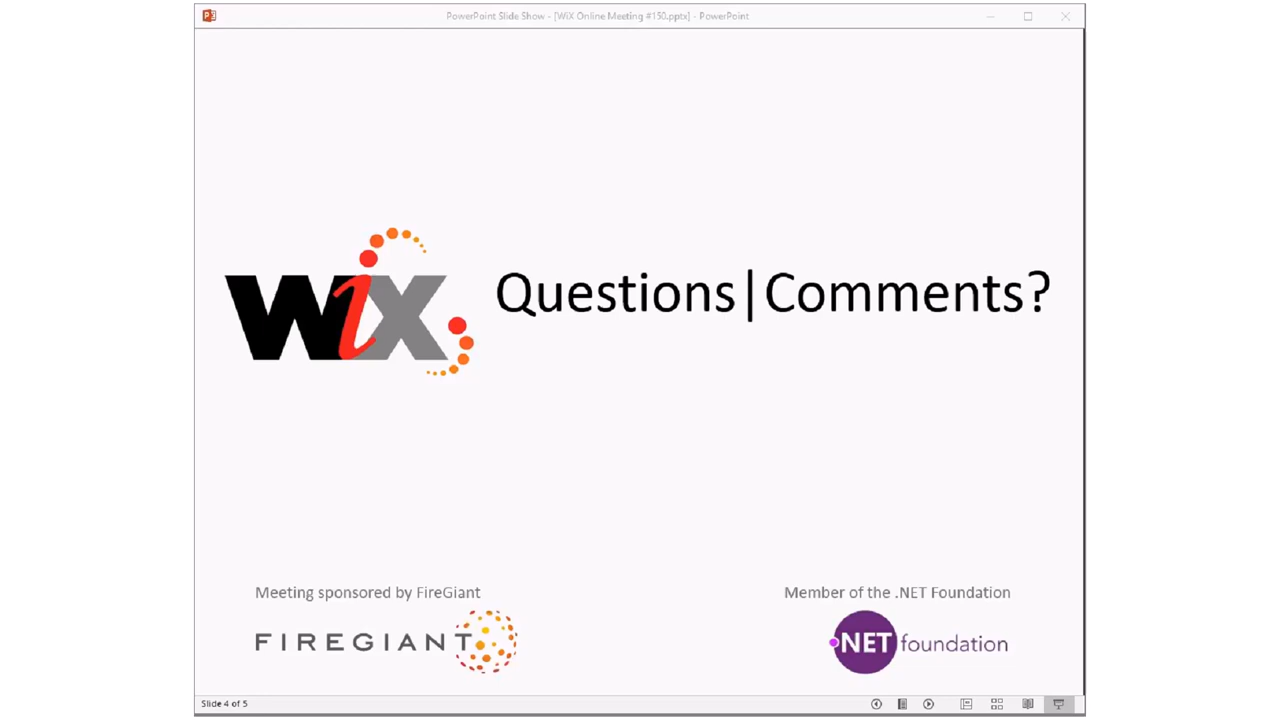 PowerPoint Slide Show - [WiX Online Meeting #150.pptx] - PowerPoint
WiX
Questions|Comments?
Meeting sponsored by FireGiant
Member of the .NET Foundation
FIREGIANT
.NET foundation
Slide 4 of 5